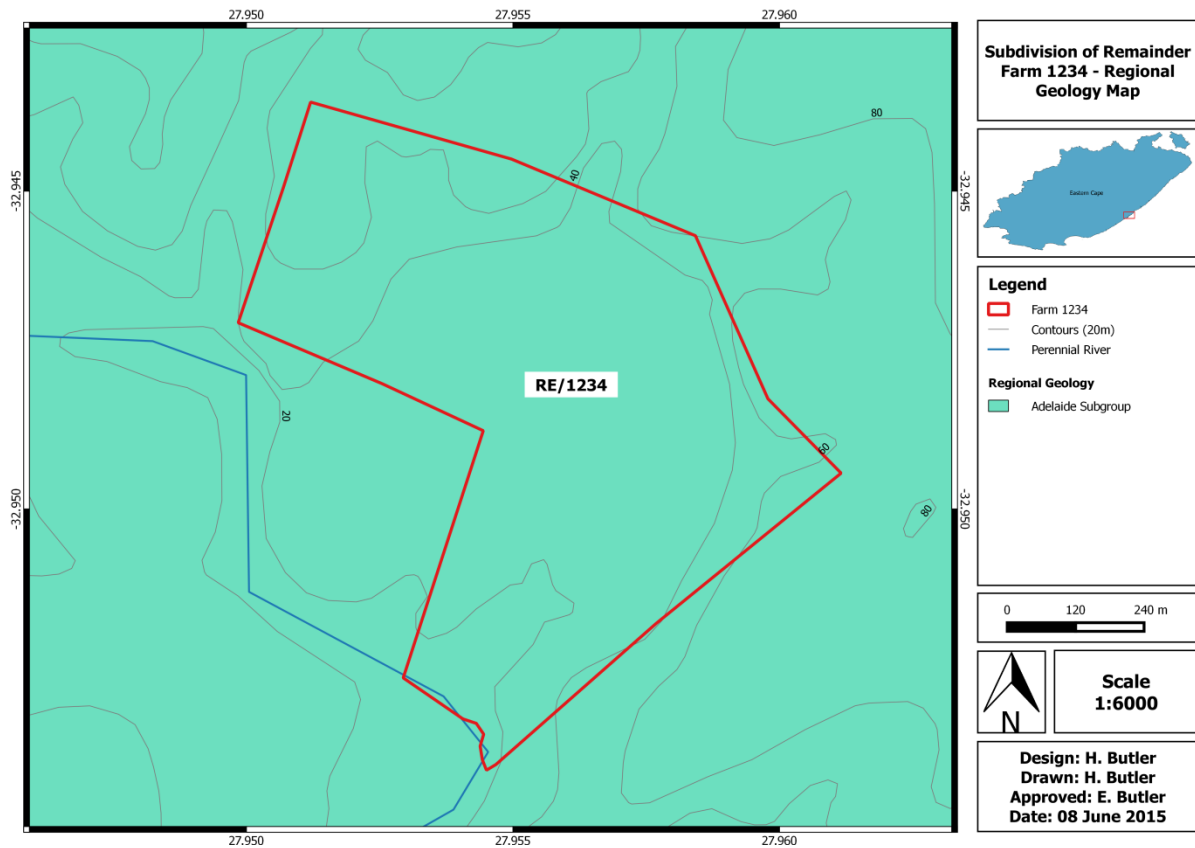 27.950
27.955
27.960
-32.945
-32.945
-32.950
-32.950
80
40
RE/1234
20
60
80
27.950
27.955
27.960
Subdivision of Remainder
Farm 1234 - Regional
Geology Map
Eastern Cape
Legend
Farm 1234
Contours (20m)
Perennial River
Regional Geology
Adelaide Subgroup
0 120 240 m
N
Scale
1:6000
Design: H. Butler
Drawn: H. Butler
Approved: E. Butler
Date: 08 June 2015